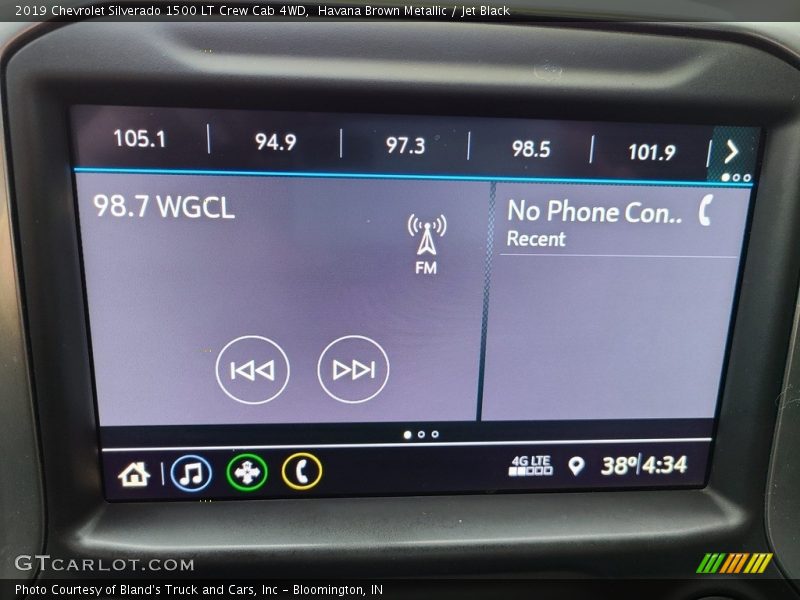 2019 Chevrolet Silverado 1500 LT Crew Cab 4WD, Havana Brown Metallic / Jet Black
105.1 94.9 97.3 98.5 101.9
98.7 WGCL
FM
No Phone Con..
Recent
4G LTE
38° 4:34
GTCARLOT.COM
Photo Courtesy of Bland's Truck and Cars, Inc - Bloomington, IN